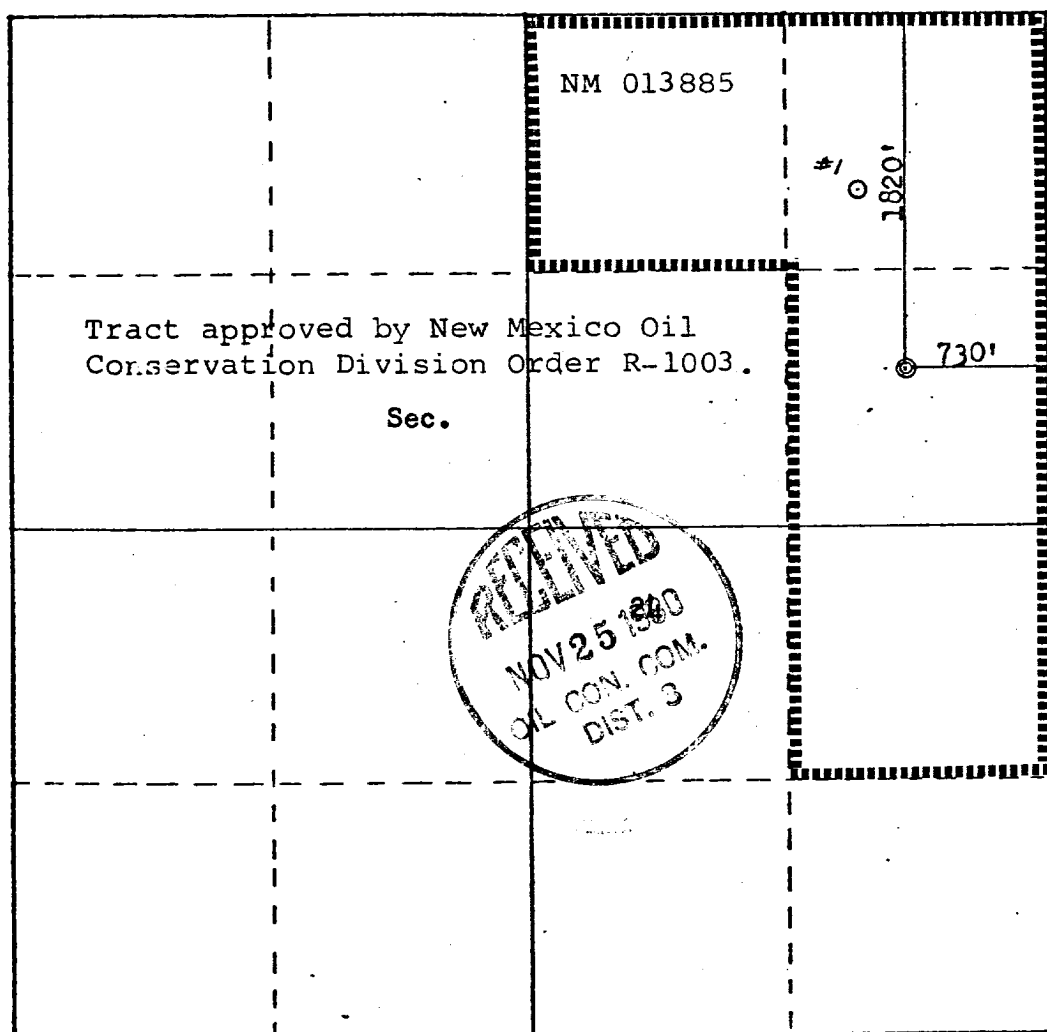 NM 013885
#1
1820'
Tract approved by New Mexico Oil
Conservation Division Order R-1003.
730'
Sec.
RECEIVED
NOV 25 1980
OIL CON. COM.
DIST. 3